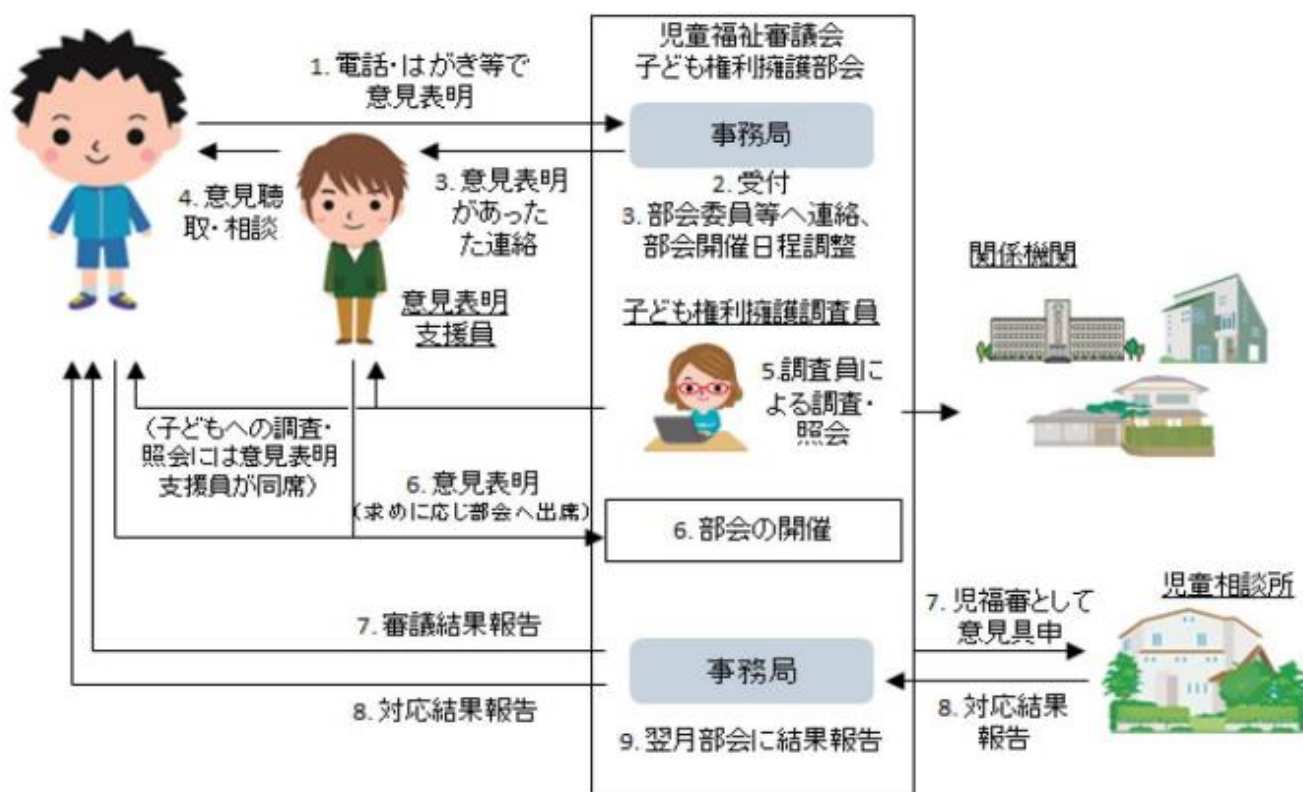 児童福祉審議会
子ども権利擁護部会
1. 電話・はがき等で
意見表明
事務局
2. 受付
3. 部会委員等へ連絡、
部会開催日程調整
3. 意見表明
があった
た連絡
4. 意見聴
取・相談
意見表明
支援員
子ども権利擁護調査員
5.調査員に
よる調査・
照会
関係機関
（子どもへの調査・
照会には意見表明
支援員が同席）
6. 意見表明
（求めに応じ部会へ出席）
6. 部会の開催
7. 審議結果報告
事務局
7. 児福審として
意見具申
児童相談所
8. 対応結果報告
8. 対応結果
報告
9. 翌月部会に結果報告